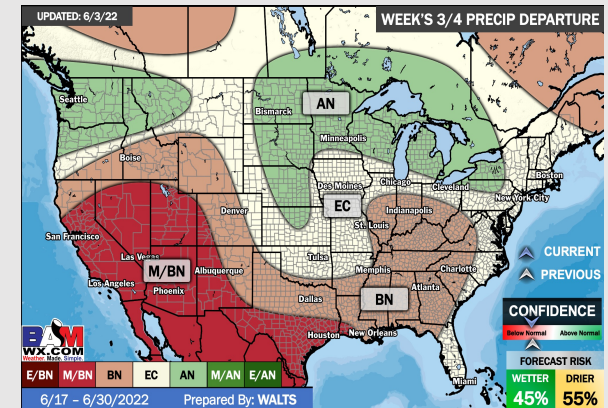 UPDATED: 6/3/22
WEEK'S 3/4 PRECIP DEPARTURE
Seattle
Bismarck
AN
Minneapolis
Boise
Boston
Des Moines
Chicago
Cleveland
New York City
Denver
EC
Indianapolis
St. Louis
San Francisco
CURRENT
Las Vegas
Tulsa
M/BN
Albuquerque
Memphis
Charlotte
PREVIOUS
Los Angeles
Phoenix
Atlanta
Dallas
BN
CONFIDENCE
Houston
New Orleans
Below Normal
Above Normal
BAM
WX.COM
Weather. Made. Simple.
FORECAST RISK
E/BN
M/BN
BN
EC
AN
M/AN
E/AN
Miami
WETTER
DRIER
6/17 – 6/30/2022
Prepared By: WALTS
45%
55%